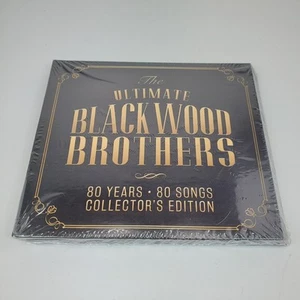 The
ULTIMATE
BLACKWOOD
BROTHERS
80 YEARS • 80 SONGS
COLLECTOR'S EDITION